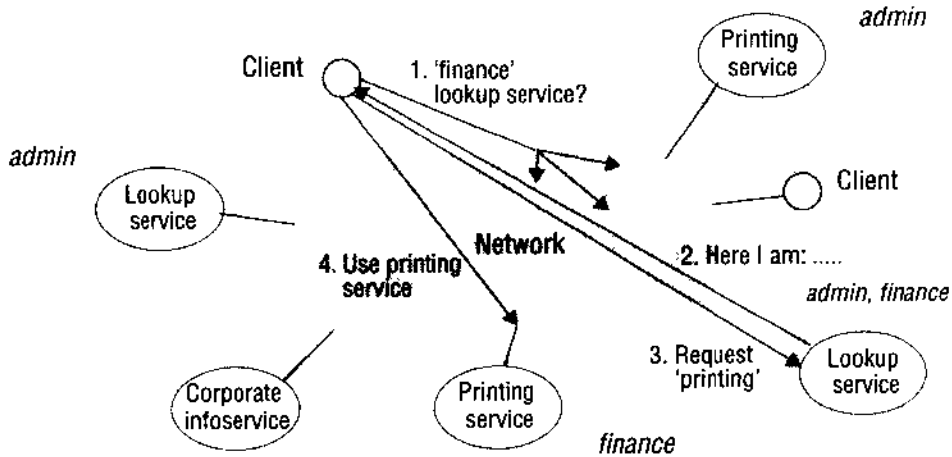 admin
Printing
service
Client
1. 'finance'
lookup service?
admin
Lookup
service
Client
Network
4. Use printing
service
2. Here I am: .....
admin, finance
3. Request
'printing'
Lookup
service
Corporate
infoservice
Printing
service
finance